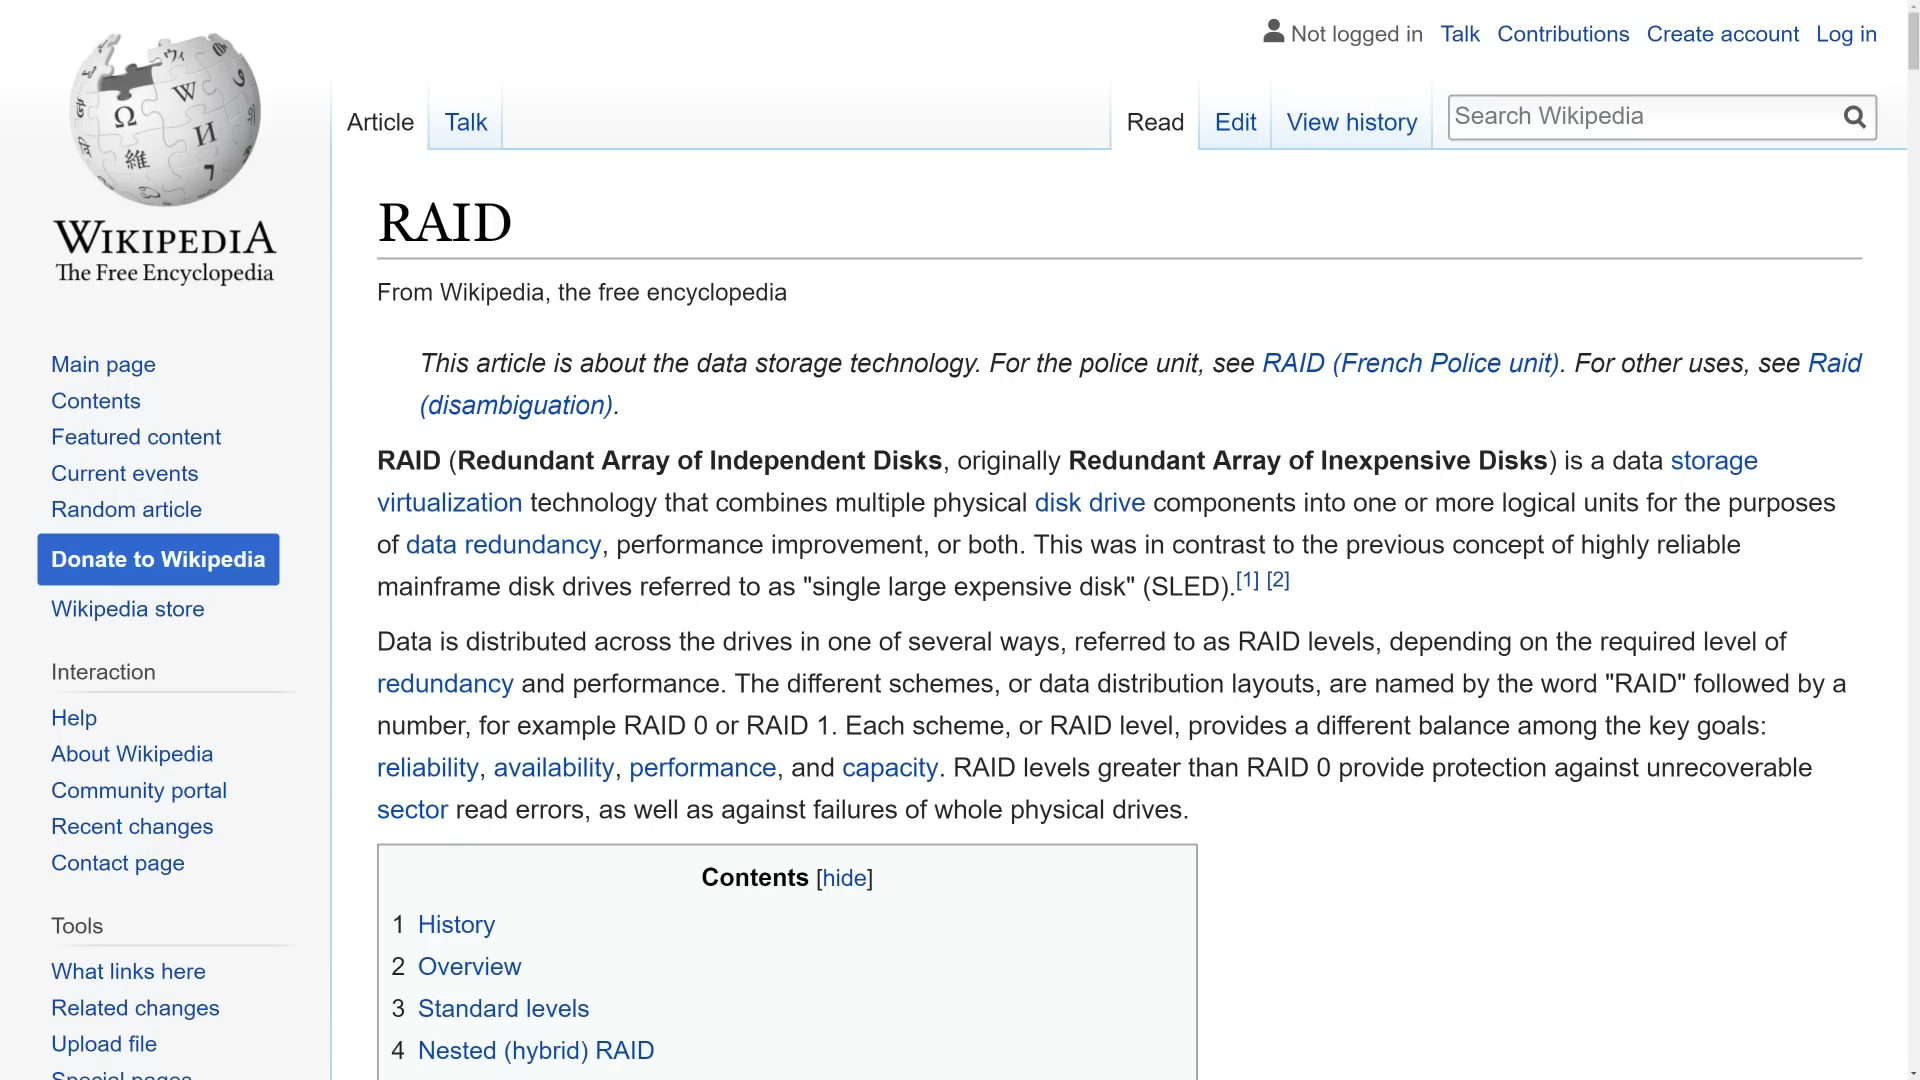 Not logged in Talk Contributions Create account Log in
Article Talk Read Edit View history Search Wikipedia
WIKIPEDIA
The Free Encyclopedia
Main page
Contents
Featured content
Current events
Random article
Donate to Wikipedia
Wikipedia store
Interaction
Help
About Wikipedia
Community portal
Recent changes
Contact page
Tools
What links here
Related changes
Upload file
Special pages
RAID
From Wikipedia, the free encyclopedia
This article is about the data storage technology. For the police unit, see RAID (French Police unit). For other uses, see Raid
(disambiguation).
RAID (Redundant Array of Independent Disks, originally Redundant Array of Inexpensive Disks) is a data storage
virtualization technology that combines multiple physical disk drive components into one or more logical units for the purposes
of data redundancy, performance improvement, or both. This was in contrast to the previous concept of highly reliable
mainframe disk drives referred to as "single large expensive disk" (SLED).[1] [2]
Data is distributed across the drives in one of several ways, referred to as RAID levels, depending on the required level of
redundancy and performance. The different schemes, or data distribution layouts, are named by the word "RAID" followed by a
number, for example RAID 0 or RAID 1. Each scheme, or RAID level, provides a different balance among the key goals:
reliability, availability, performance, and capacity. RAID levels greater than RAID 0 provide protection against unrecoverable
sector read errors, as well as against failures of whole physical drives.
Contents [hide]
1 History
2 Overview
3 Standard levels
4 Nested (hybrid) RAID